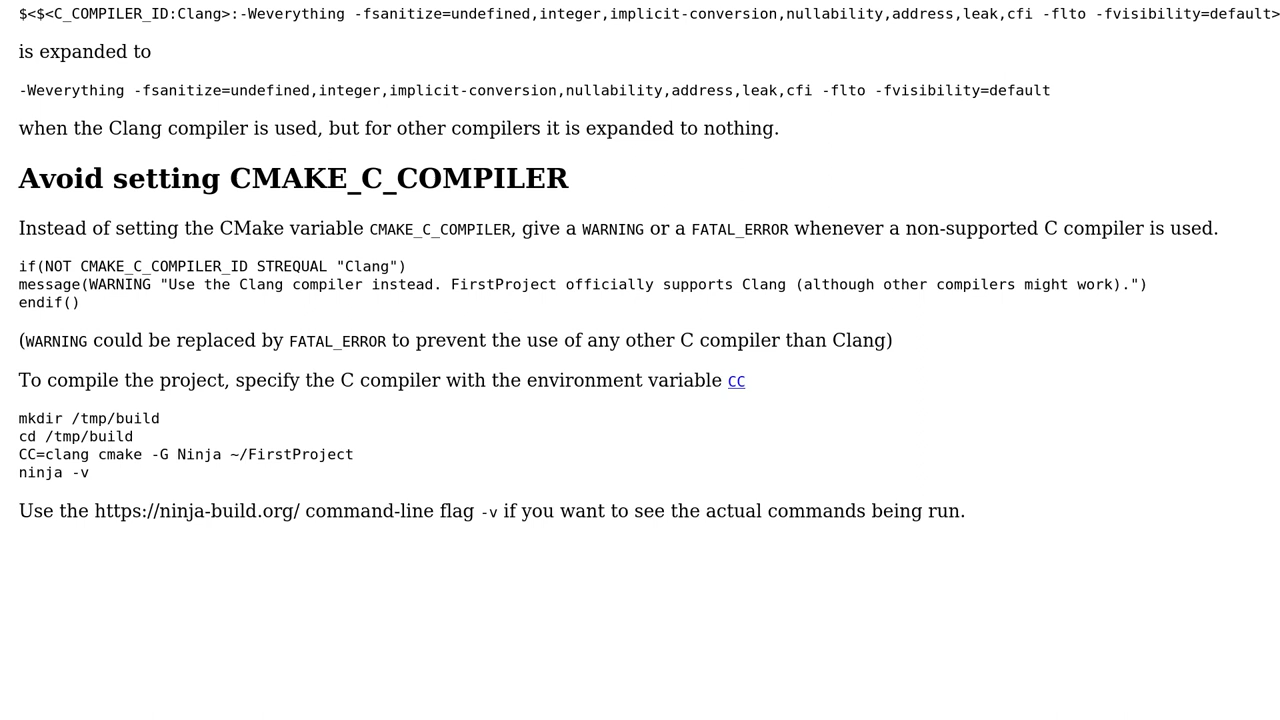 $<$<C_COMPILER_ID:Clang>:-Weverything -fsanitize=undefined,integer,implicit-conversion,nullability,address,leak,cfi -flto -fvisibility=default>
is expanded to
-Weverything -fsanitize=undefined,integer,implicit-conversion,nullability,address,leak,cfi -flto -fvisibility=default
when the Clang compiler is used, but for other compilers it is expanded to nothing.
Avoid setting CMAKE_C_COMPILER
Instead of setting the CMake variable CMAKE_C_COMPILER, give a WARNING or a FATAL_ERROR whenever a non-supported C compiler is used.
if(NOT CMAKE_C_COMPILER_ID STREQUAL "Clang")
message(WARNING "Use the Clang compiler instead. FirstProject officially supports Clang (although other compilers might work).")
endif()
(WARNING could be replaced by FATAL_ERROR to prevent the use of any other C compiler than Clang)
To compile the project, specify the C compiler with the environment variable CC
mkdir /tmp/build
cd /tmp/build
CC=clang cmake -G Ninja ~/FirstProject
ninja -v
Use the https://ninja-build.org/ command-line flag -v if you want to see the actual commands being run.